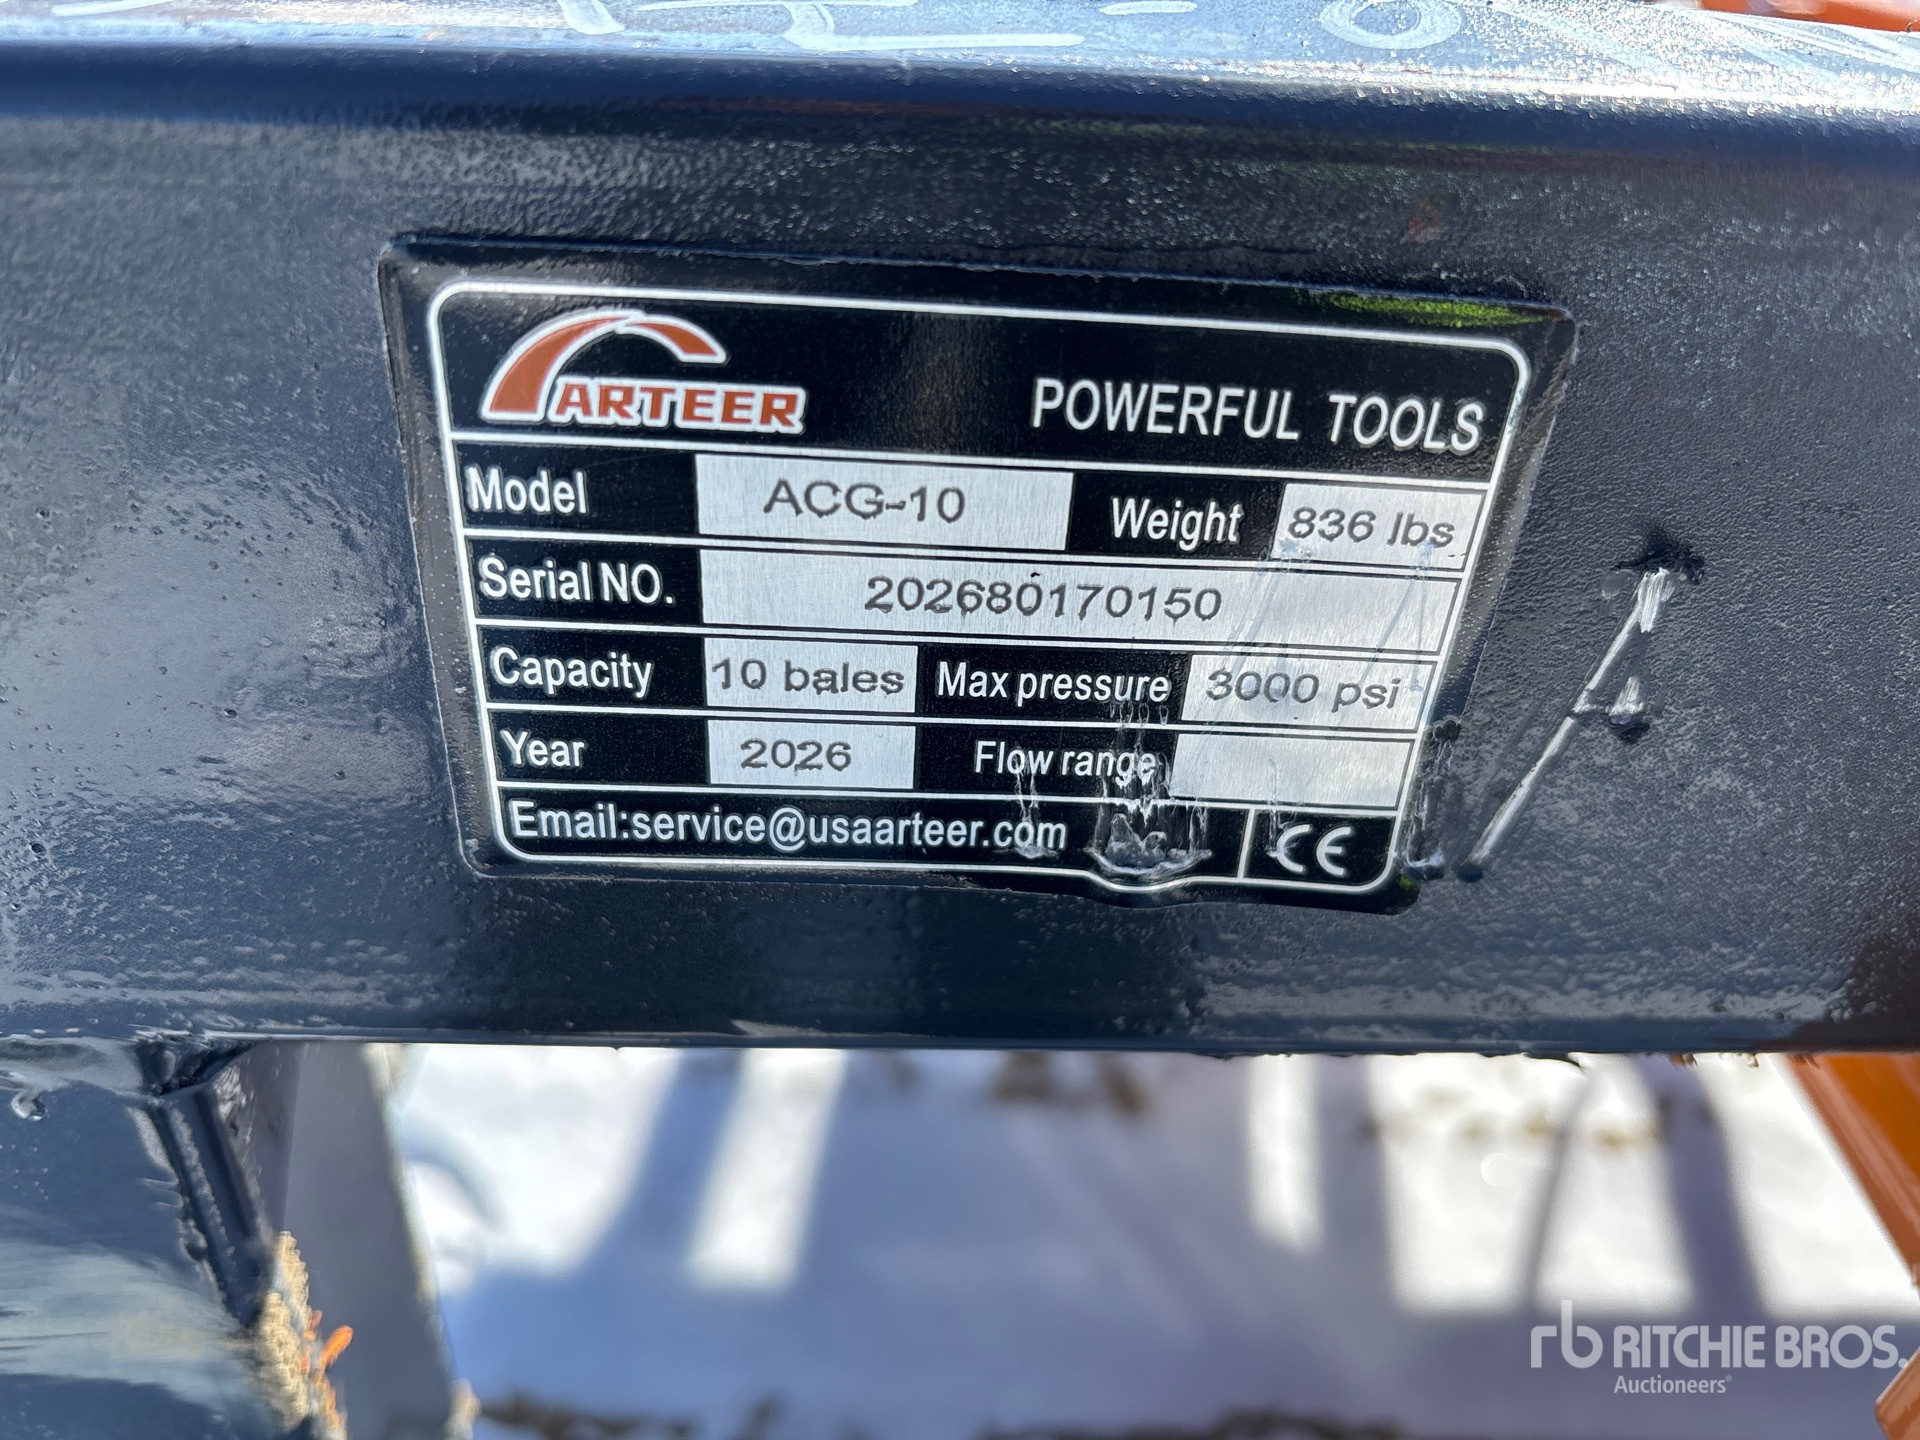 ARTEER
POWERFUL TOOLS
Model ACG-10 Weight 836 lbs
Serial NO. 202680170150
Capacity 10 bales Max pressure 3000 psi
Year 2026 Flow range
Email:service@usaarteer.com CE
rb RITCHIE BROS.
Auctioneers